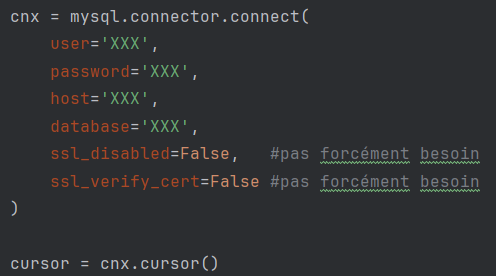 cnx = mysql.connector.connect(
    user='XXX',
    password='XXX',
    host='XXX',
    database='XXX',
    ssl_disabled=False,   #pas forcément besoin
    ssl_verify_cert=False #pas forcément besoin
)
cursor = cnx.cursor()